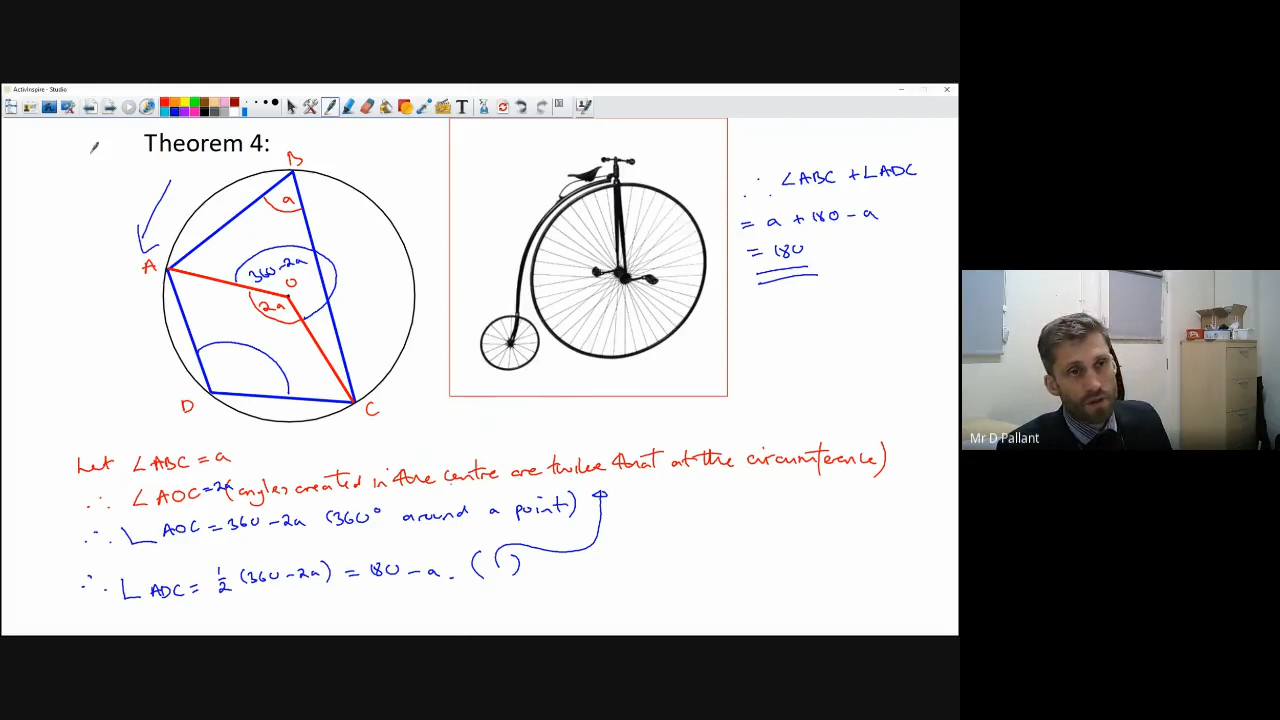 ActivInspire - Studio
Theorem 4:
B
a
A
360-2a
O
2a
D
C
∴ ∠ABC + ∠ADC
= a + 180 - a
= 180
Let ∠ABC = a
∴ ∠AOC = 2a (angles created in the centre are twice that at the circumference)
∴ ∠AOC = 360 - 2a (360° around a point)
∴ ∠ADC = 1/2 (360 - 2a) = 180 - a. ( )
Mr D Pallant